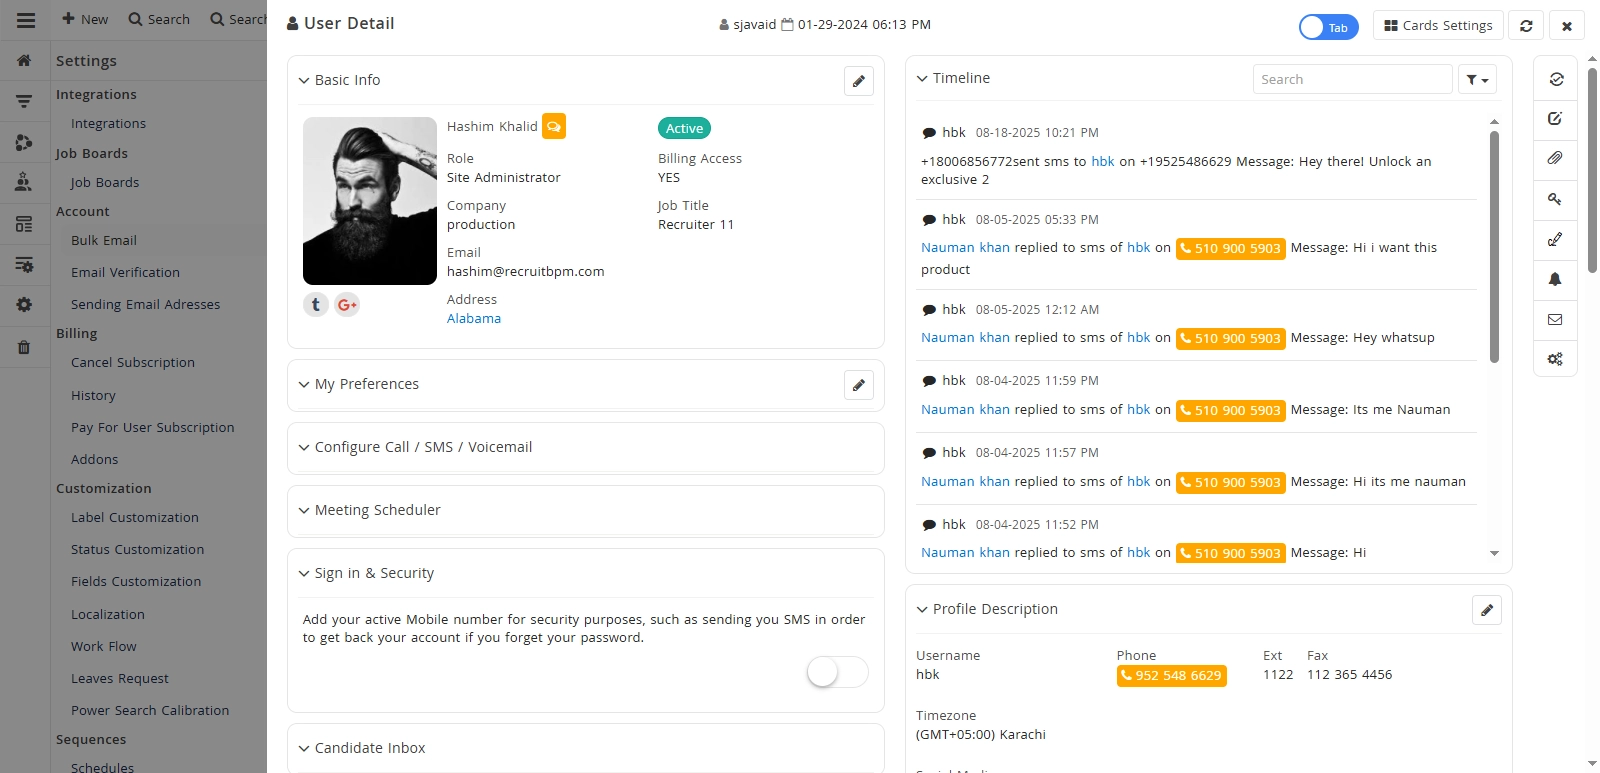 New
Search
Search
Settings
Integrations
Integrations
Job Boards
Job Boards
Account
Bulk Email
Email Verification
Sending Email Adresses
Billing
Cancel Subscription
History
Pay For User Subscription
Addons
Customization
Label Customization
Status Customization
Fields Customization
Localization
Work Flow
Leaves Request
Power Search Calibration
Sequences
Schedules
User Detail
sjavaid 01-29-2024 06:13 PM
Tab
Cards Settings
Basic Info
Hashim Khalid
Active
Role
Site Administrator
Billing Access
YES
Company
production
Job Title
Recruiter 11
Email
hashim@recruitbpm.com
Address
Alabama
t
G+
My Preferences
Configure Call / SMS / Voicemail
Meeting Scheduler
Sign in & Security
Add your active Mobile number for security purposes, such as sending you SMS in order
to get back your account if you forget your password.
Candidate Inbox
Timeline
Search
hbk 08-18-2025 10:21 PM
+18006856772sent sms to hbk on +19525486629 Message: Hey there! Unlock an
exclusive 2
hbk 08-05-2025 05:33 PM
Nauman khan replied to sms of hbk on 510 900 5903 Message: Hi i want this
product
hbk 08-05-2025 12:12 AM
Nauman khan replied to sms of hbk on 510 900 5903 Message: Hey whatsup
hbk 08-04-2025 11:59 PM
Nauman khan replied to sms of hbk on 510 900 5903 Message: Its me Nauman
hbk 08-04-2025 11:57 PM
Nauman khan replied to sms of hbk on 510 900 5903 Message: Hi its me nauman
hbk 08-04-2025 11:52 PM
Nauman khan replied to sms of hbk on 510 900 5903 Message: Hi
Profile Description
Username
hbk
Phone
952 548 6629
Ext
1122
Fax
112 365 4456
Timezone
(GMT+05:00) Karachi